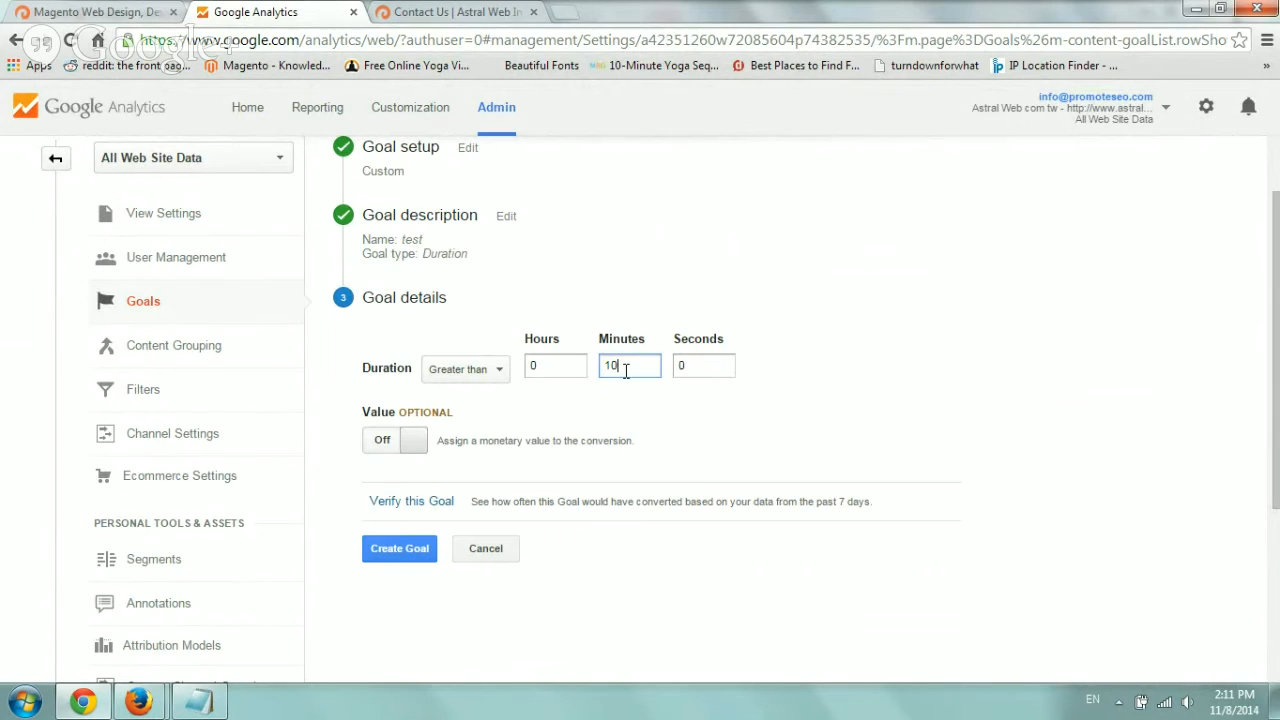 Magento Web Design, De
Google Analytics
Contact Us | Astral Web In
Google+
https://www.google.com/analytics/web/?authuser=0#management/Settings/a42351260w72085604p74382535/%3Fm.page%3DGoals%26m-content-goalList.rowSho
Apps
reddit: the front pag...
Magento - Knowled...
Free Online Yoga Vi...
Beautiful Fonts
10-Minute Yoga Seq...
Best Places to Find F...
turndownforwhat
IP Location Finder - ...
»
Google Analytics
Home
Reporting
Customization
Admin
info@promoteseo.com
Astral Web com tw - http://www.astral...
All Web Site Data
All Web Site Data
View Settings
User Management
Goals
Content Grouping
Filters
Channel Settings
Ecommerce Settings
PERSONAL TOOLS & ASSETS
Segments
Annotations
Attribution Models
Goal setup Edit
Custom
Goal description Edit
Name: test
Goal type: Duration
3 Goal details
Hours Minutes Seconds
Duration Greater than 0 10 0
Value OPTIONAL
Off Assign a monetary value to the conversion.
Verify this Goal See how often this Goal would have converted based on your data from the past 7 days.
Create Goal Cancel
EN
2:11 PM
11/8/2014